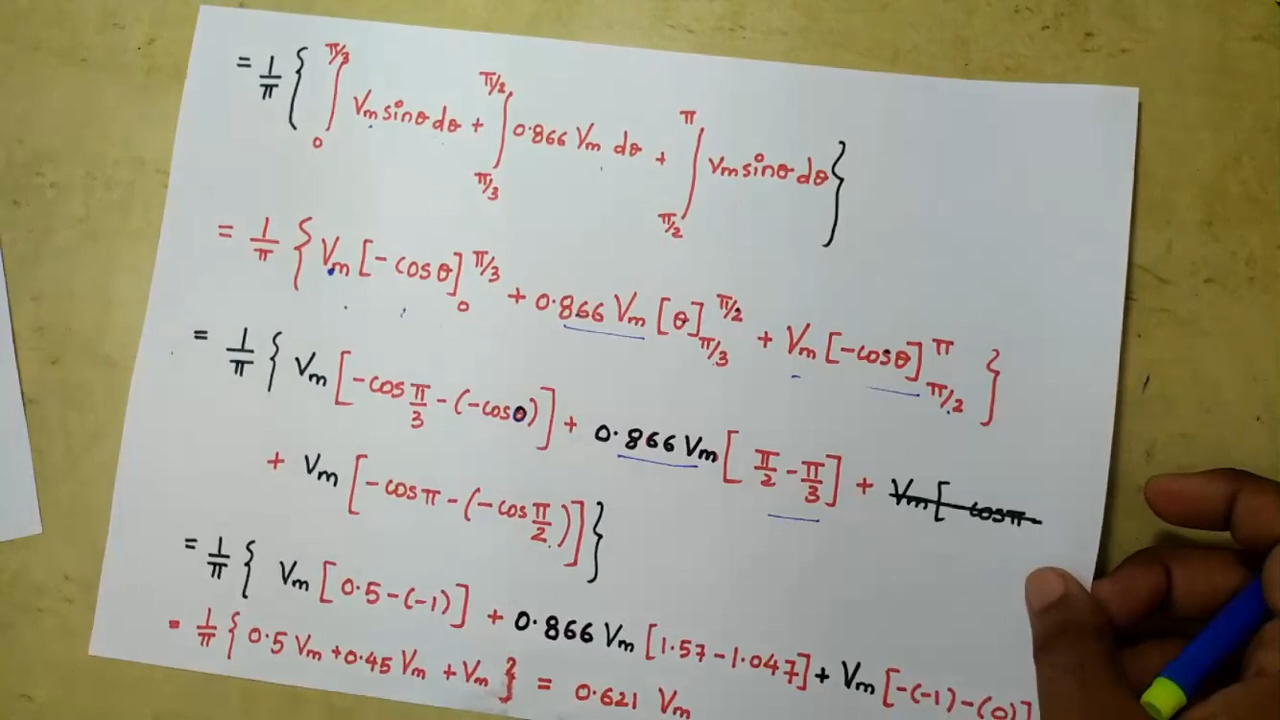 = 1/π { ∫₀^π/3 Vm sinθ dθ + ∫π/3^π/2 0.866 Vm dθ + ∫π/2^π Vm sinθ dθ }
= 1/π { Vm [-cosθ]₀^π/3 + 0.866 Vm [θ]π/3^π/2 + Vm [-cosθ]π/2^π }
= 1/π { Vm [-cos π/3 - (-cos0)] + 0.866 Vm [π/2 - π/3] + Vm[ cosπ
+ Vm [-cosπ - (-cos π/2)] }
= 1/π { Vm [0.5-(-1)] + 0.866 Vm [1.57-1.047] + Vm [-(-1)-(0)]
= 1/π { 0.5 Vm + 0.45 Vm + Vm } = 0.621 Vm